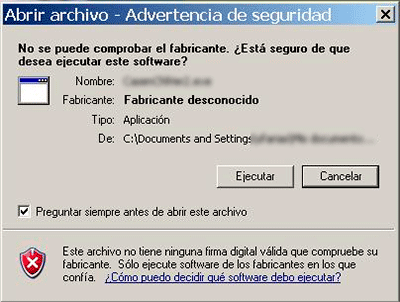 Abrir archivo - Advertencia de seguridad
No se puede comprobar el fabricante. ¿Está seguro de que
desea ejecutar este software?
Nombre:
Fabricante: Fabricante desconocido
Tipo: Aplicación
De: C:\Documents and Settings
Ejecutar Cancelar
Preguntar siempre antes de abrir este archivo
Este archivo no tiene ninguna firma digital válida que compruebe su
fabricante. Sólo ejecute software de los fabricantes en los que
confía. ¿Cómo puedo decidir qué software debo ejecutar?